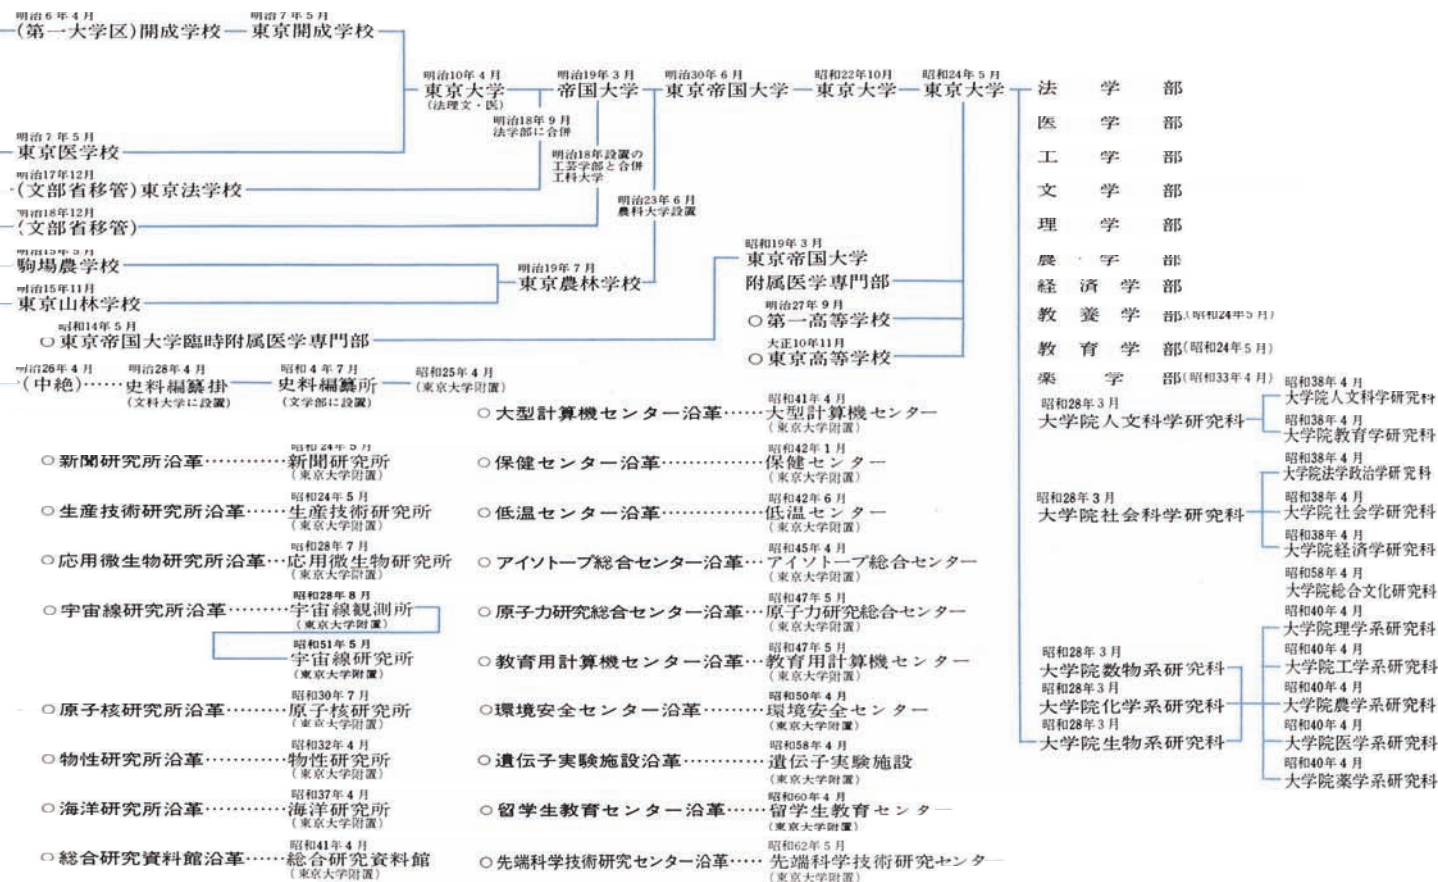 明治6年4月
(第一大学区)開成学校
明治7年5月
東京開成学校
明治10年4月
東京大学
(法理文・医)
明治19年3月
帝国大学
明治30年6月
東京帝国大学
昭和22年10月
東京大学
昭和24年5月
東京大学
明治18年9月
法学部に合併
明治18年設置の
工芸学部と合併
工科大学
明治23年6月
農科大学設置
明治7年5月
東京医学校
明治17年12月
(文部省移管)東京法学校
明治18年12月
(文部省移管)
明治15年5月
駒場農学校
明治15年11月
東京山林学校
明治19年7月
東京農林学校
昭和14年5月
○東京帝国大学臨時附属医学専門部
昭和19年3月
東京帝国大学
附属医学専門部
明治27年9月
○第一高等学校
大正10年11月
○東京高等学校
明治26年4月
(中絶)……
明治28年4月
史料編纂掛
(文科大学に設置)
昭和4年7月
史料編纂所
(文学部に設置)
昭和25年4月
(東京大学附置)
法学部
医学部
工学部
文学部
理学部
農学部
経済学部
教養学部(昭和24年5月)
教育学部(昭和24年5月)
薬学部(昭和33年4月)
○新聞研究所沿革………
昭和24年5月
新聞研究所
(東京大学附置)
○生産技術研究所沿革……
昭和24年5月
生産技術研究所
(東京大学附置)
○応用微生物研究所沿革…
昭和28年7月
応用微生物研究所
(東京大学附置)
○宇宙線研究所沿革………
昭和28年8月
宇宙線観測所
(東京大学附置)
昭和51年5月
宇宙線研究所
(東京大学附置)
○原子核研究所沿革………
昭和30年7月
原子核研究所
(東京大学附置)
○物性研究所沿革…………
昭和32年4月
物性研究所
(東京大学附置)
○海洋研究所沿革…………
昭和37年4月
海洋研究所
(東京大学附置)
○総合研究資料館沿革……
昭和41年4月
総合研究資料館
(東京大学附置)
○大型計算機センター沿革……
昭和41年4月
大型計算機センター
(東京大学附置)
○保健センター沿革…………
昭和42年1月
保健センター
(東京大学附置)
○低温センター沿革…………
昭和42年6月
低温センター
(東京大学附置)
○アイソトープ総合センター沿革…
昭和45年4月
アイソトープ総合センター
(東京大学附置)
○原子力研究総合センター沿革…
昭和47年5月
原子力研究総合センター
(東京大学附置)
○教育用計算機センター沿革…
昭和47年5月
教育用計算機センター
(東京大学附置)
○環境安全センター沿革……
昭和50年4月
環境安全センター
(東京大学附置)
○遺伝子実験施設沿革………
昭和58年4月
遺伝子実験施設
(東京大学附置)
○留学生教育センター沿革……
昭和60年4月
留学生教育センター
(東京大学附置)
○先端科学技術研究センター沿革……
昭和62年5月
先端科学技術研究センタ
(東京大学附置)
昭和28年3月
大学院人文科学研究科
昭和38年4月
大学院人文科学研究科
昭和38年4月
大学院教育学研究科
昭和28年3月
大学院社会科学研究科
昭和38年4月
大学院法学政治学研究科
昭和38年4月
大学院社会学研究科
昭和38年4月
大学院経済学研究科
昭和58年4月
大学院総合文化研究科
昭和28年3月
大学院数物系研究科
昭和28年3月
大学院化学系研究科
昭和28年3月
大学院生物系研究科
昭和40年4月
大学院理学系研究科
昭和40年4月
大学院工学系研究科
昭和40年4月
大学院農学系研究科
昭和40年4月
大学院医学系研究科
昭和40年4月
大学院薬学系研究科